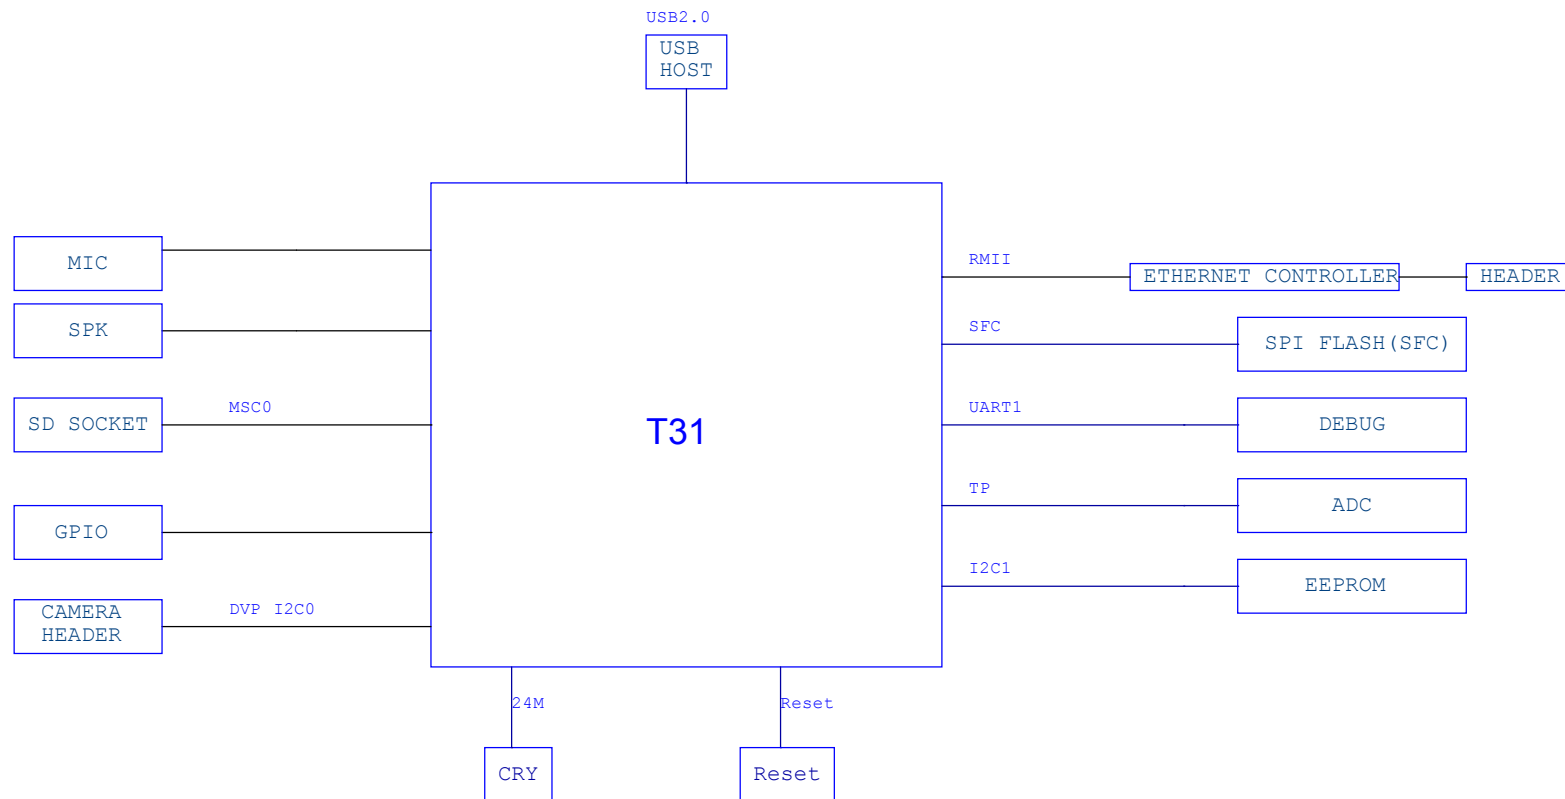 USB2.0
USB
HOST
MIC
RMII
ETHERNET CONTROLLER
HEADER
SPK
SFC
SPI FLASH(SFC)
SD SOCKET
MSC0
T31
UART1
DEBUG
GPIO
TP
ADC
CAMERA
HEADER
DVP I2C0
I2C1
EEPROM
24M
Reset
CRY
Reset